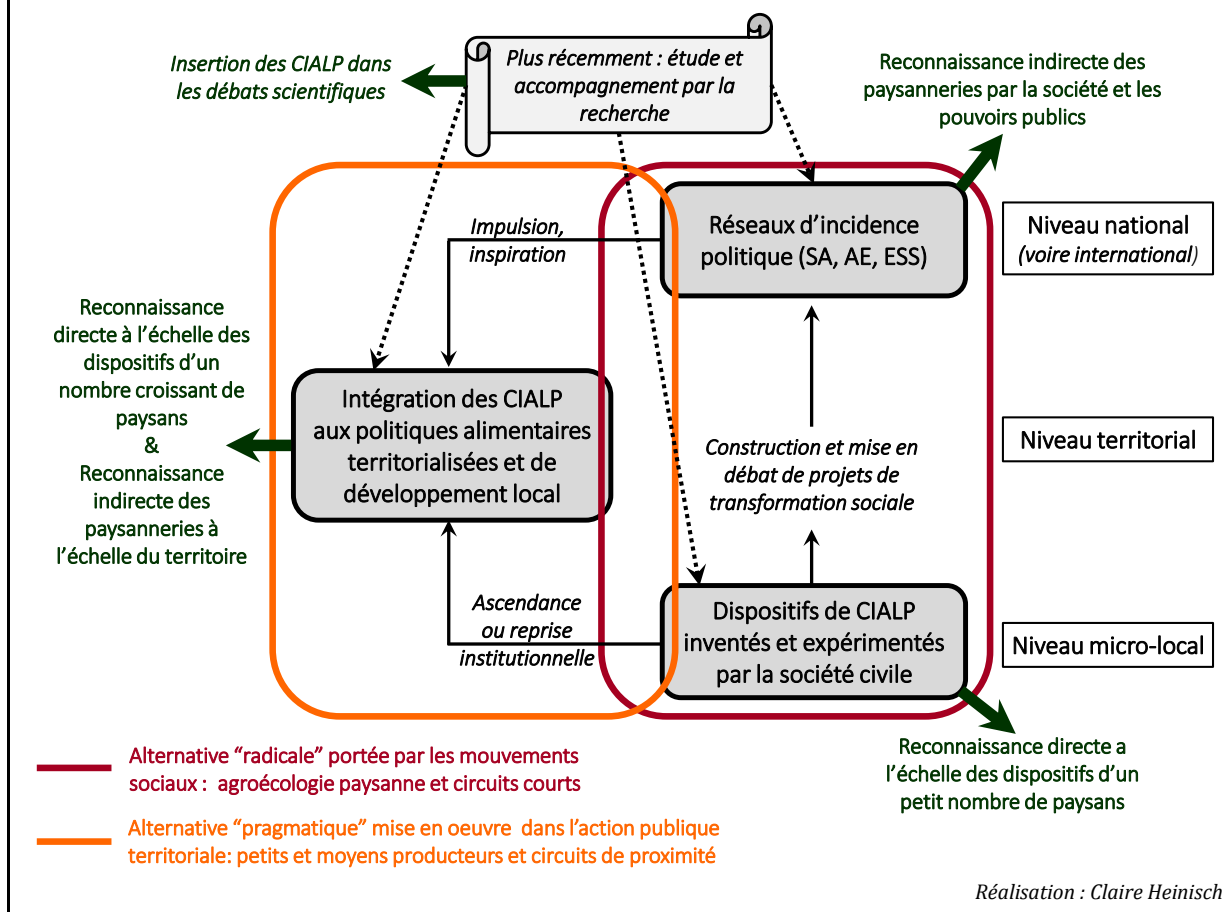 Insertion des CIALP dans
les débats scientifiques
Plus récemment : étude et
accompagnement par la
recherche
Reconnaissance indirecte des
paysanneries par la société et les
pouvoirs publics
Impulsion,
inspiration
Réseaux d'incidence
politique (SA, AE, ESS)
Niveau national
(voire international)
Reconnaissance
directe à l'échelle des
dispositifs d'un
nombre croissant de
paysans
&
Reconnaissance
indirecte des
paysanneries à
l'échelle du territoire
Intégration des CIALP
aux politiques alimentaires
territorialisées et de
développement local
Construction et mise en
débat de projets de
transformation sociale
Niveau territorial
Ascendance
ou reprise
institutionnelle
Dispositifs de CIALP
inventés et expérimentés
par la société civile
Niveau micro-local
Reconnaissance directe a
l'échelle des dispositifs d'un
petit nombre de paysans
Alternative "radicale" portée par les mouvements
sociaux : agroécologie paysanne et circuits courts
Alternative "pragmatique" mise en oeuvre dans l'action publique
territoriale: petits et moyens producteurs et circuits de proximité
Réalisation : Claire Heinisch